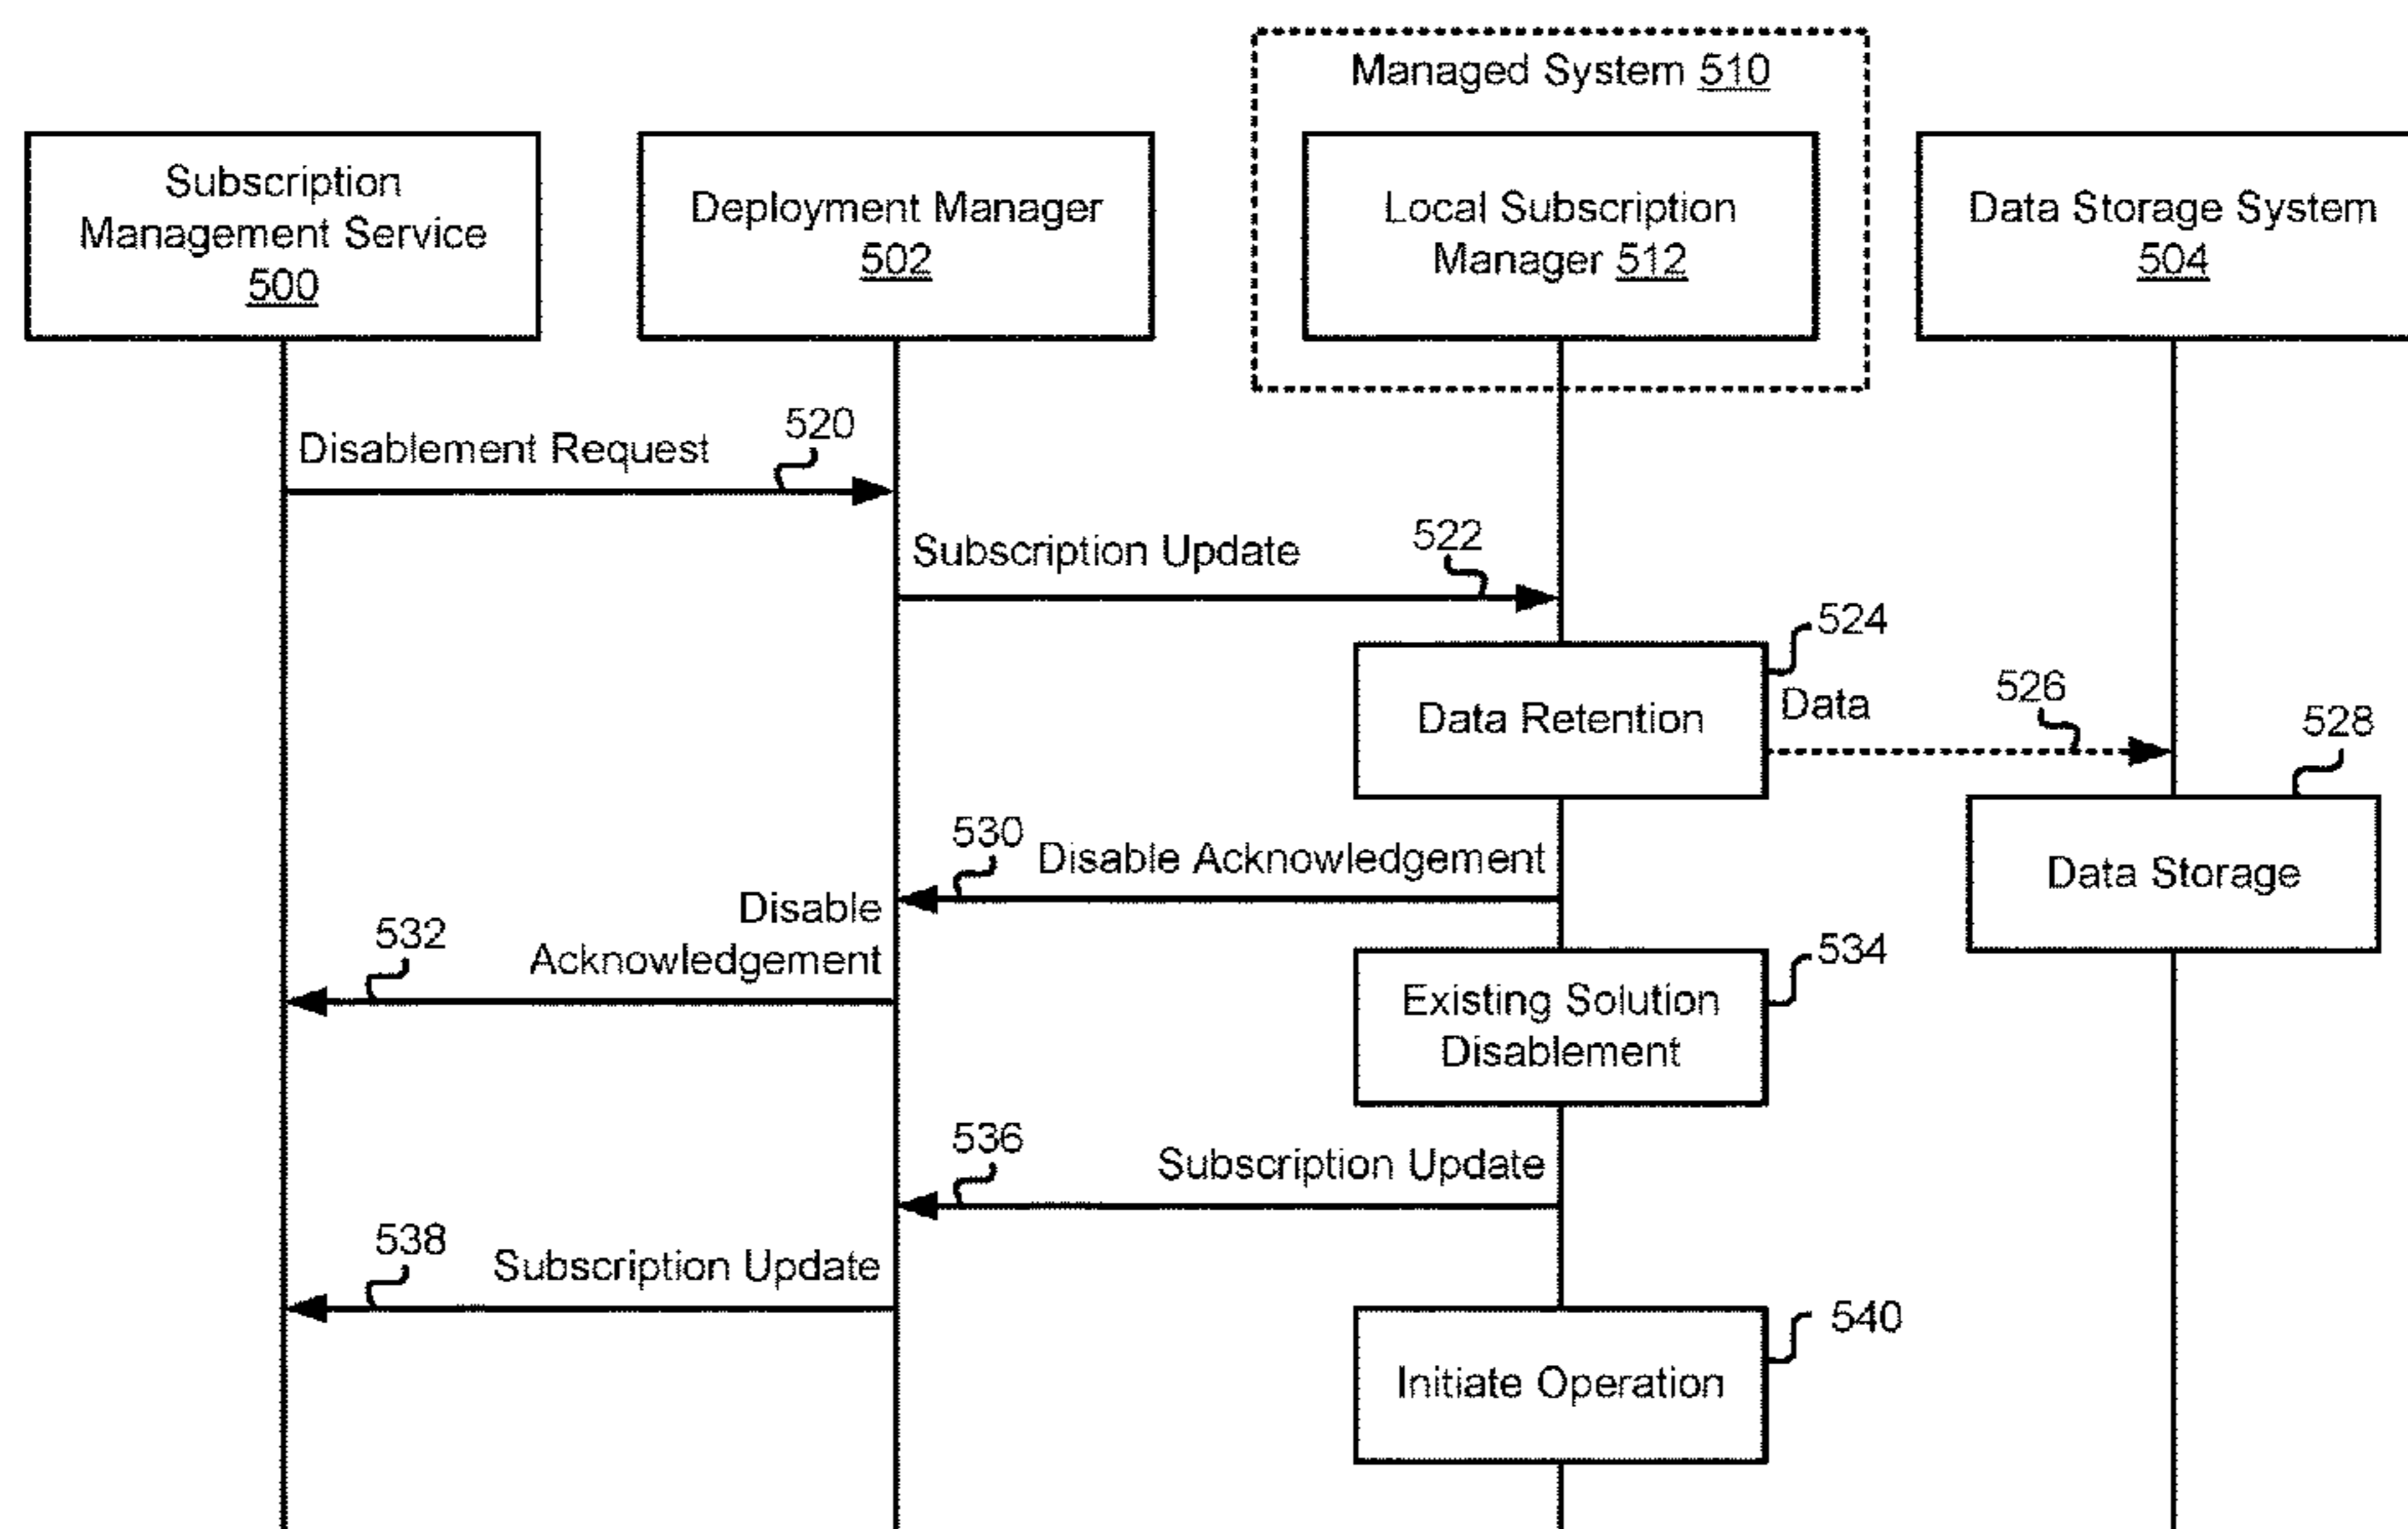 Managed System 510
Subscription
Management Service
500
Deployment Manager
502
Local Subscription
Manager 512
Data Storage System
504
Disablement Request
520
Subscription Update
522
524
Data Retention
Data
526
528
Data Storage
530
Disable Acknowledgement
Disable
Acknowledgement
532
534
Existing Solution
Disablement
536
Subscription Update
538
Subscription Update
540
Initiate Operation